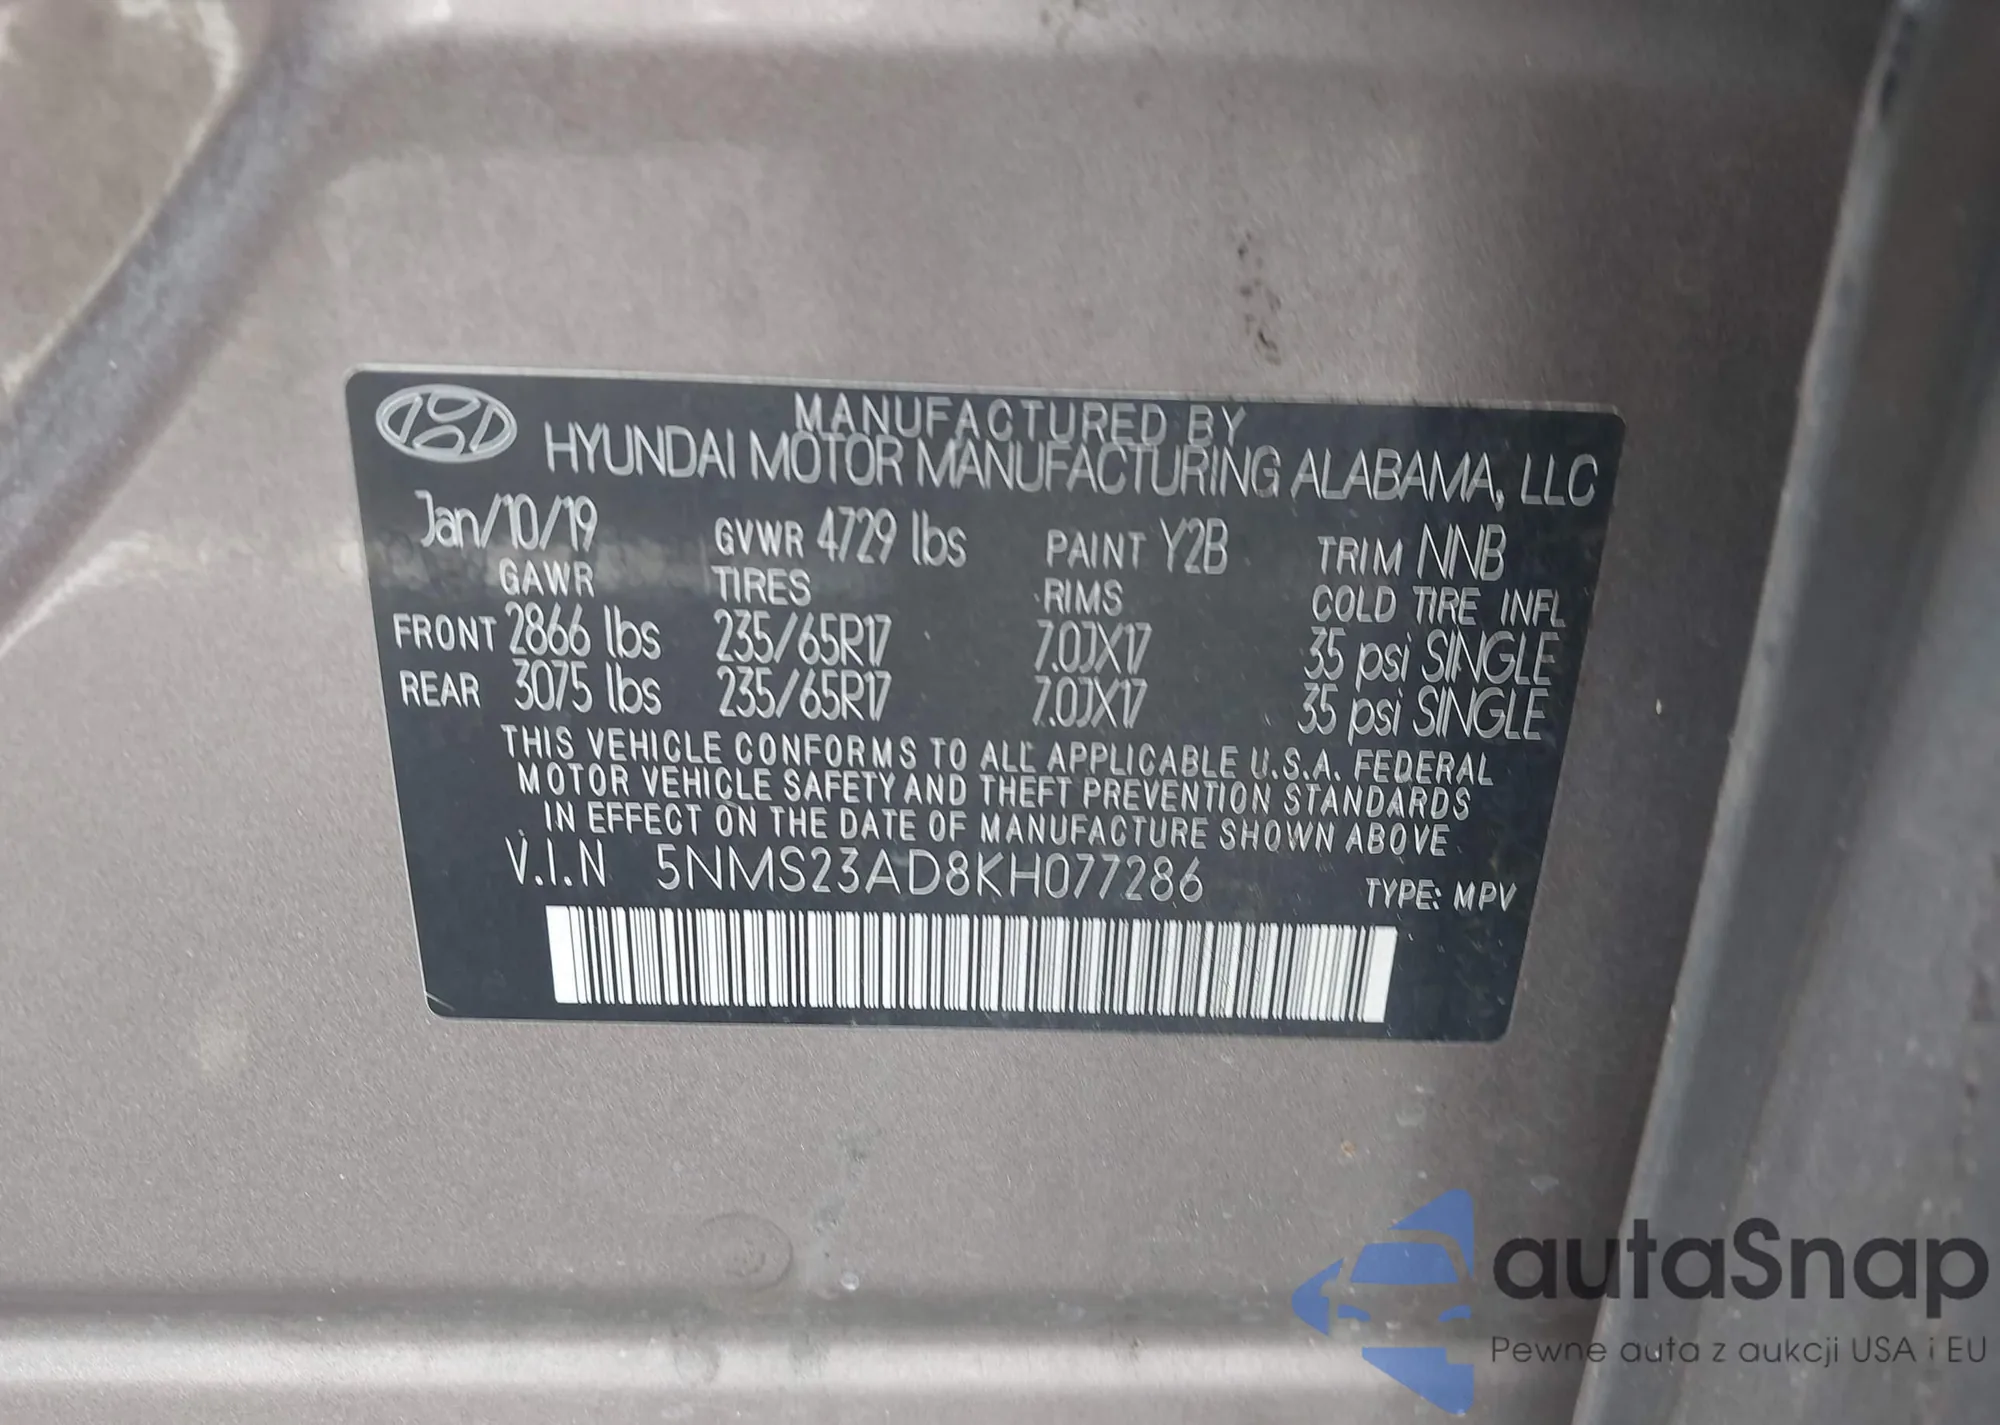 MANUFACTURED BY
HYUNDAI MOTOR MANUFACTURING ALABAMA, LLC
Jan/10/19 GVWR 4729 lbs PAINT Y2B TRIM NNB
GAWR TIRES RIMS COLD TIRE INFL
FRONT 2866 lbs 235/65R17 7.0JX17 35 psi SINGLE
REAR 3075 lbs 235/65R17 7.0JX17 35 psi SINGLE
THIS VEHICLE CONFORMS TO ALL APPLICABLE U.S.A. FEDERAL
MOTOR VEHICLE SAFETY AND THEFT PREVENTION STANDARDS
IN EFFECT ON THE DATE OF MANUFACTURE SHOWN ABOVE
V.I.N 5NMS23AD8KH077286 TYPE: MPV
autaSnap
Pewne auta z aukcji USA i EU